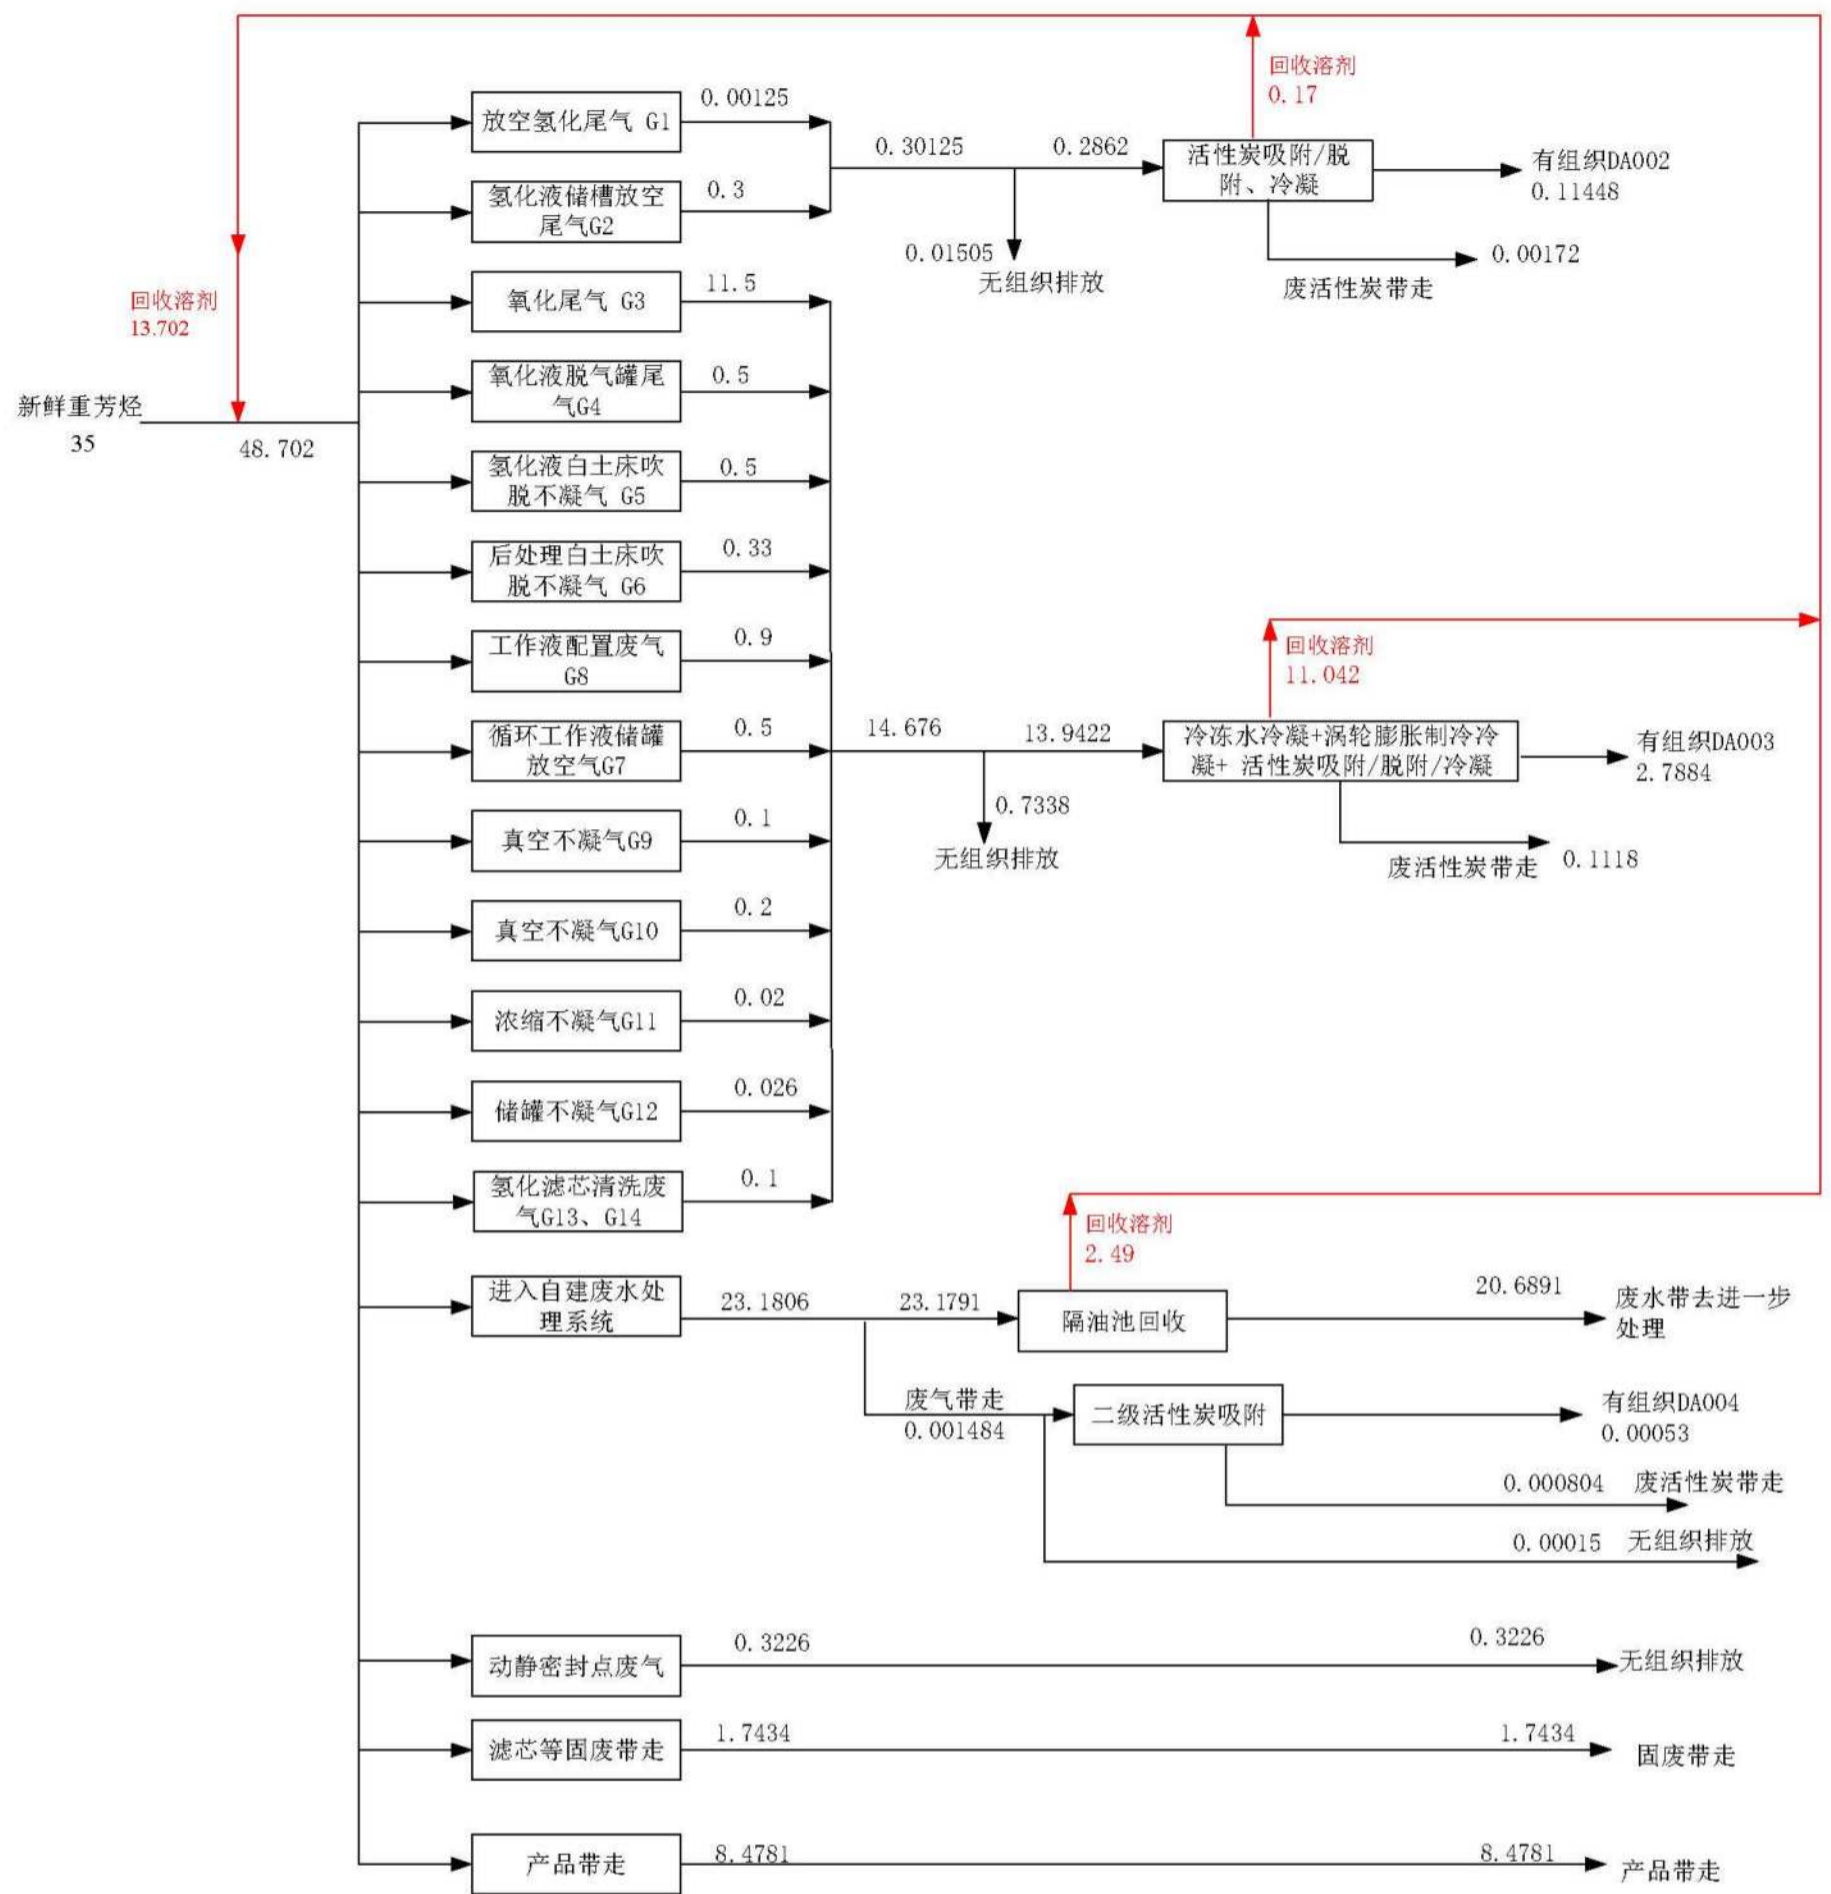 回收溶剂
0.17
放空氢化尾气 G1
0.00125
0.30125
0.2862
活性炭吸附/脱
附、冷凝
有组织DA002
0.11448
氢化液储槽放空
尾气G2
0.3
0.01505
无组织排放
0.00172
废活性炭带走
回收溶剂
13.702
氧化尾气 G3
11.5
新鲜重芳烃
35
48.702
氧化液脱气罐尾
气G4
0.5
氢化液白土床吹
脱不凝气 G5
0.5
后处理白土床吹
脱不凝气 G6
0.33
工作液配置废气
G8
0.9
回收溶剂
11.042
循环工作液储罐
放空气G7
0.5
14.676
13.9422
冷冻水冷凝+涡轮膨胀制冷冷
凝+ 活性炭吸附/脱附/冷凝
有组织DA003
2.7884
0.7338
无组织排放
0.1118
废活性炭带走
真空不凝气G9
0.1
真空不凝气G10
0.2
浓缩不凝气G11
0.02
储罐不凝气G12
0.026
氢化滤芯清洗废
气G13、G14
0.1
回收溶剂
2.49
进入自建废水处
理系统
23.1806
23.1791
隔油池回收
20.6891
废水带去进一步
处理
废气带走
0.001484
二级活性炭吸附
有组织DA004
0.00053
0.000804
废活性炭带走
0.00015
无组织排放
动静密封点废气
0.3226
0.3226
无组织排放
滤芯等固废带走
1.7434
1.7434
固废带走
产品带走
8.4781
8.4781
产品带走